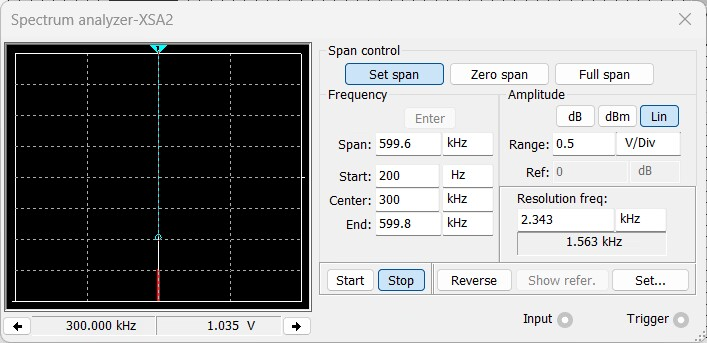 Spectrum analyzer-XSA2
1
Span control
Set span Zero span Full span
Frequency
Enter
Span: 599.6 kHz
Start: 200 Hz
Center: 300 kHz
End: 599.8 kHz
Amplitude
dB dBm Lin
Range: 0.5 V/Div
Ref: 0 dB
Resolution freq:
2.343 kHz
1.563 kHz
Start Stop Reverse Show refer. Set...
300.000 kHz 1.035 V
Input Trigger